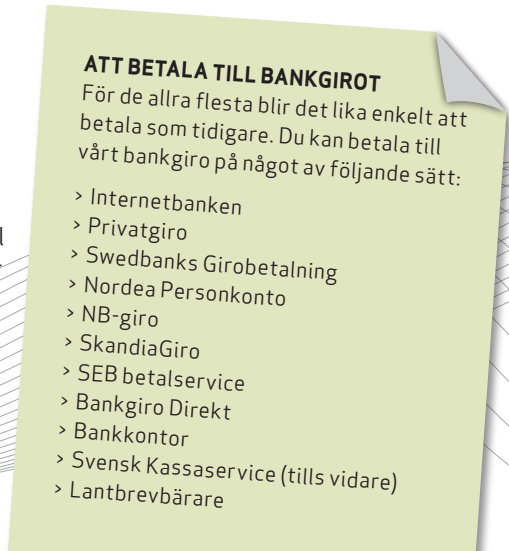 ATT BETALA TILL BANKGIROT
För de allra flesta blir det lika enkelt att
betala som tidigare. Du kan betala till
vårt bankgiro på något av följande sätt:
> Internetbanken
> Privatgiro
> Swedbanks Girobetalning
> Nordea Personkonto
> NB-giro
> SkandiaGiro
> SEB betalservice
> Bankgiro Direkt
> Bankkontor
> Svensk Kassaservice (tills vidare)
> Lantbrevbärare